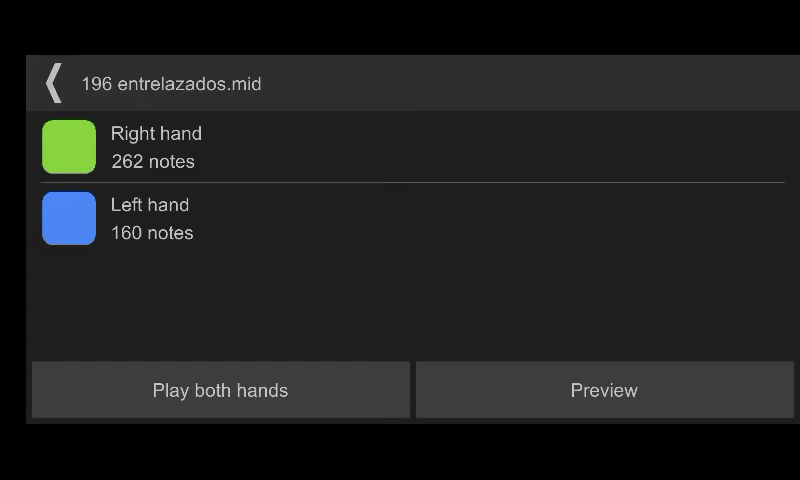 196 entrelazados.mid
Right hand
262 notes
Left hand
160 notes
Play both hands
Preview